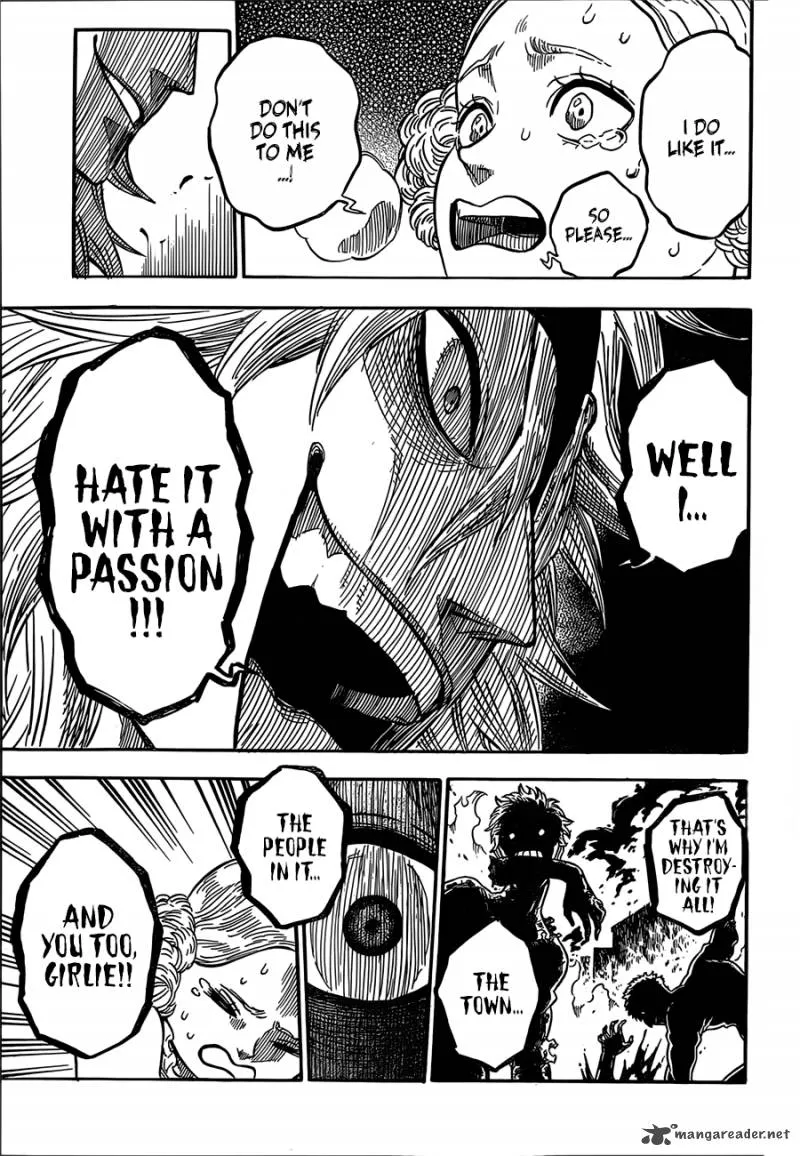 I DO
LIKE IT...
SO
PLEASE...
DON'T
DO THIS
TO ME
...!
WELL
I...
HATE IT
WITH A
PASSION
!!!
THAT'S
WHY I'M
DESTROY-
ING IT
ALL!
THE
TOWN...
THE
PEOPLE
IN IT...
AND
YOU TOO,
GIRLIE!!
mangareader.net